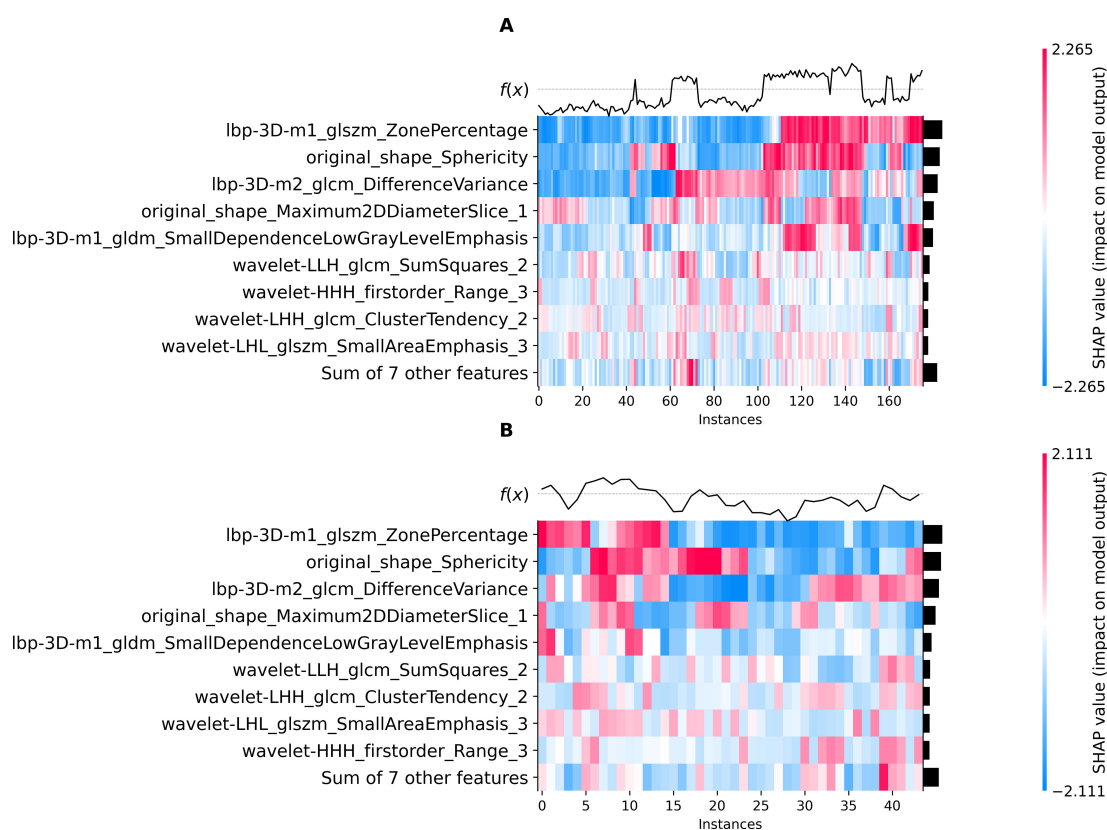 A
2.265
f(x)
lbp-3D-m1_glszm_ZonePercentage
original_shape_Sphericity
lbp-3D-m2_glcm_DifferenceVariance
original_shape_Maximum2DDiameterSlice_1
lbp-3D-m1_gldm_SmallDependenceLowGrayLevelEmphasis
wavelet-LLH_glcm_SumSquares_2
wavelet-HHH_firstorder_Range_3
wavelet-LHH_glcm_ClusterTendency_2
wavelet-LHL_glszm_SmallAreaEmphasis_3
Sum of 7 other features
−2.265
SHAP value (impact on model output)
0 20 40 60 80 100 120 140 160
Instances
B
2.111
f(x)
lbp-3D-m1_glszm_ZonePercentage
original_shape_Sphericity
lbp-3D-m2_glcm_DifferenceVariance
original_shape_Maximum2DDiameterSlice_1
lbp-3D-m1_gldm_SmallDependenceLowGrayLevelEmphasis
wavelet-LLH_glcm_SumSquares_2
wavelet-LHH_glcm_ClusterTendency_2
wavelet-LHL_glszm_SmallAreaEmphasis_3
wavelet-HHH_firstorder_Range_3
Sum of 7 other features
−2.111
SHAP value (impact on model output)
0 5 10 15 20 25 30 35 40
Instances